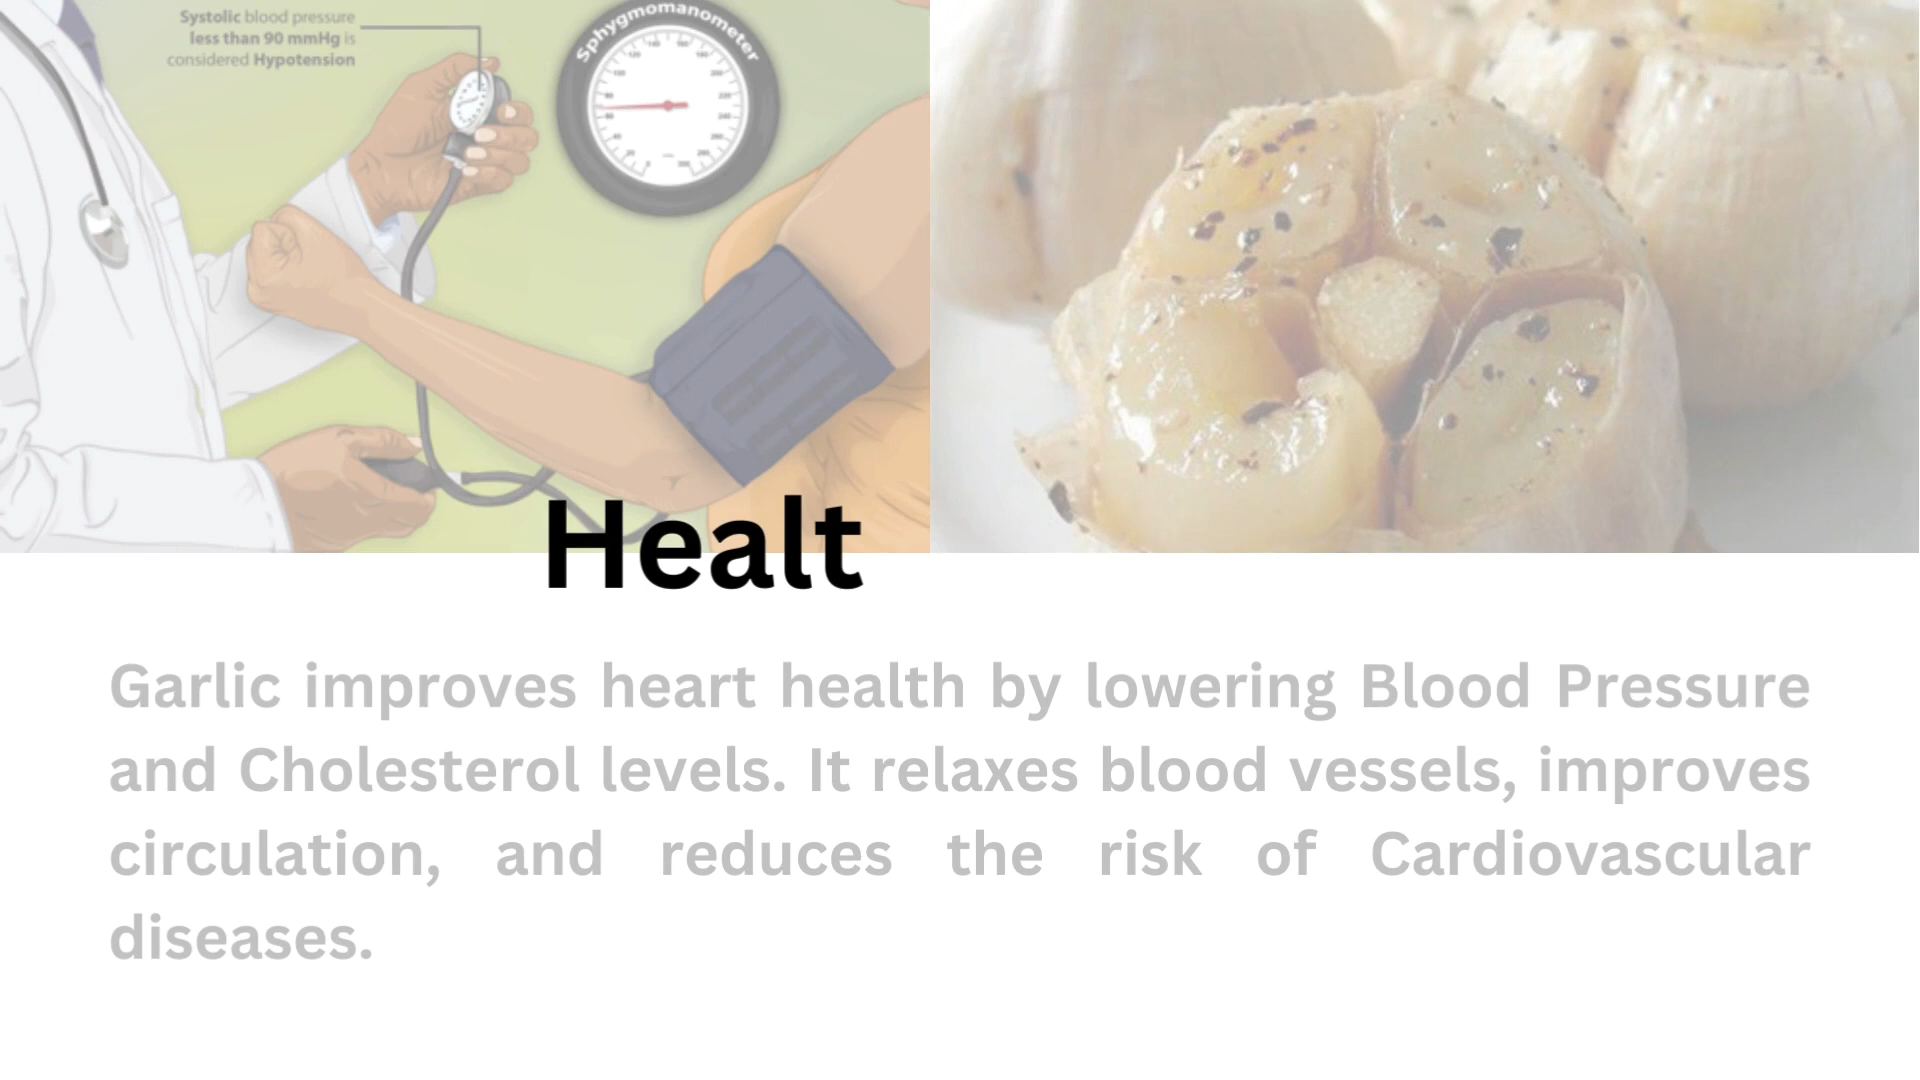 Systolic blood pressure
less than 90 mmHg is
considered Hypotension
Sphygmomanometer
Healt
Garlic improves heart health by lowering Blood Pressure
and Cholesterol levels. It relaxes blood vessels, improves
circulation, and reduces the risk of Cardiovascular
diseases.